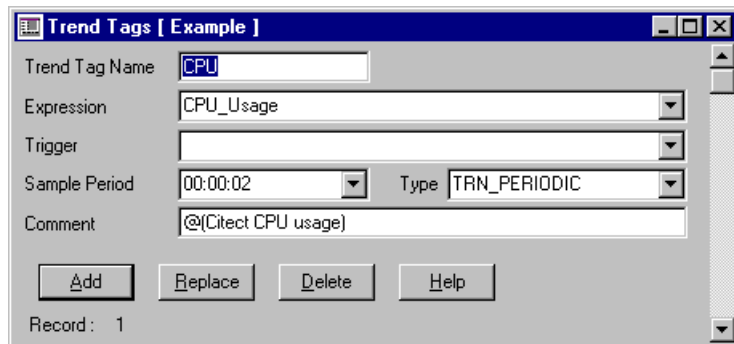 Trend Tags [ Example ]
Trend Tag Name CPU
Expression CPU_Usage
Trigger
Sample Period 00:00:02 Type TRN_PERIODIC
Comment @(Citect CPU usage)
Add Replace Delete Help
Record : 1